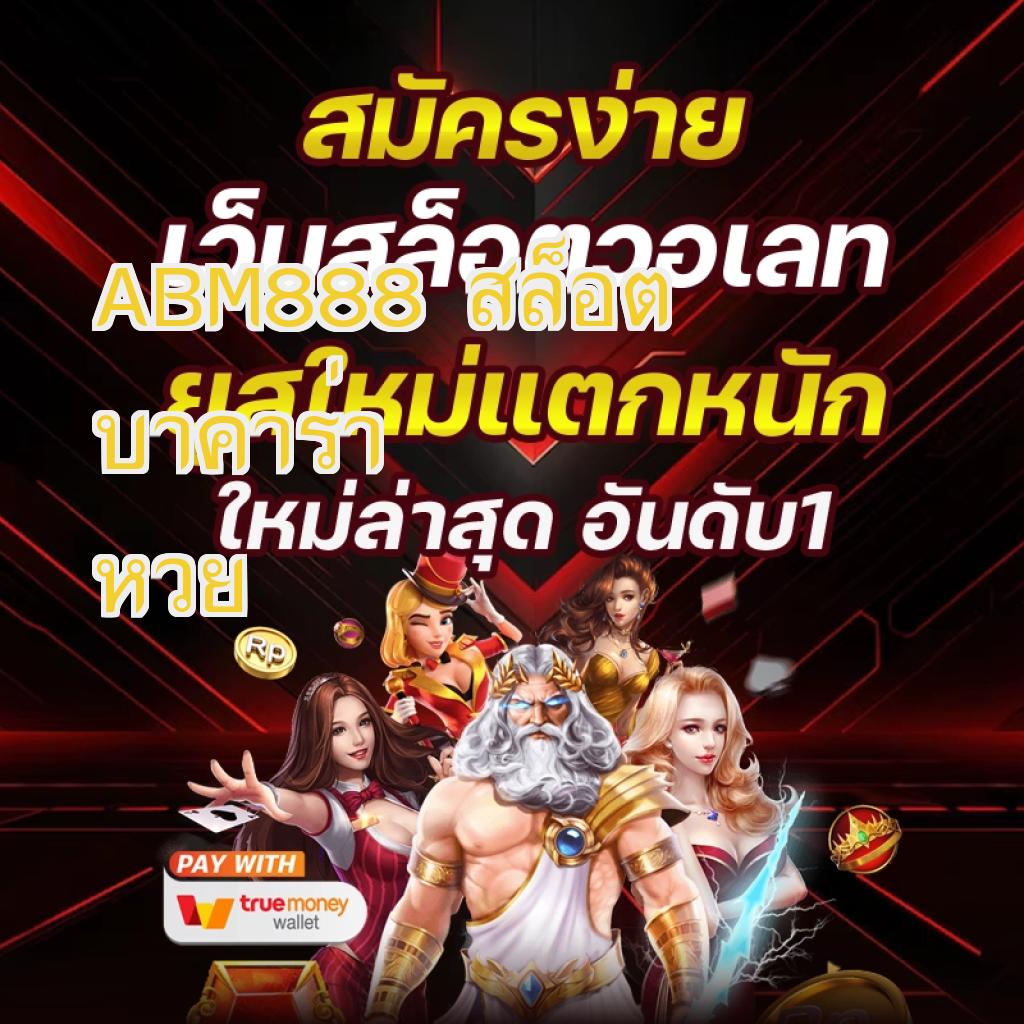 สมัครง่าย
เว็บสล็อตวอเลท
ABM888 สล็อต
ยูสใหม่แตกหนัก
บาคาร่า
ใหม่ล่าสุด อันดับ1
หวย
Rp
PAY WITH
truemoney
wallet